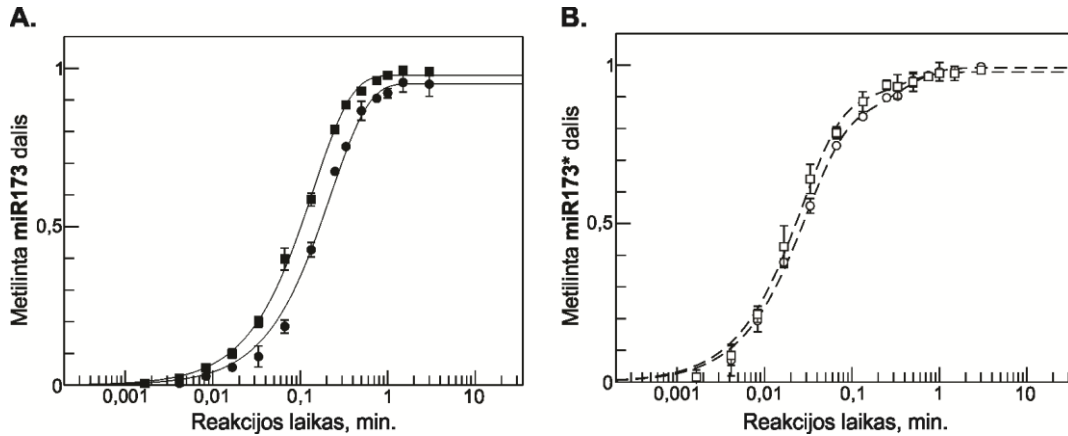 A.
Metilinta miR173 dalis
1
0,5
0
0,001 0,01 0,1 1 10
Reakcijos laikas, min.
B.
Metilinta miR173* dalis
1
0,5
0
0,001 0,01 0,1 1 10
Reakcijos laikas, min.